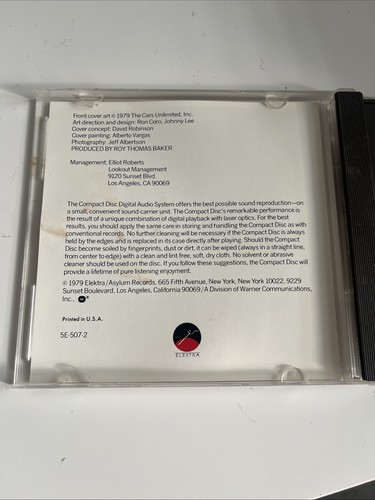 Front cover art © 1979 The Cars Unlimited, Inc.
Art direction and design: Ron Coro, Johnny Lee
Cover concept: David Robinson
Cover painting: Alberto Vargas
Photography: Jeff Albertson
PRODUCED BY ROY THOMAS BAKER
Management: Elliot Roberts
Lookout Management
9120 Sunset Blvd.
Los Angeles, CA 90069
The Compact Disc Digital Audio System offers the best possible sound reproduction—on
a small, convenient sound-carrier unit. The Compact Disc's remarkable performance is
the result of a unique combination of digital playback with laser optics. For the best
results, you should apply the same care in storing and handling the Compact Disc as with
conventional records. No further cleaning will be necessary if the Compact Disc is always
held by the edges and is replaced in its case directly after playing. Should the Compact
Disc become soiled by fingerprints, dust or dirt, it can be wiped (always in a straight line,
from center to edge) with a clean and lint-free, soft, dry cloth. No solvent or abrasive
cleaner should be used on the disc. If you follow these suggestions, the Compact Disc will
provide a lifetime of pure listening enjoyment.
℗ 1979 Elektra/Asylum Records, 665 Fifth Avenue, New York, New York 10022, 9229
Sunset Boulevard, Los Angeles, California 90069/A Division of Warner Communications,
Inc., ®
Printed in U.S.A.
5E-507-2
ELEKTRA